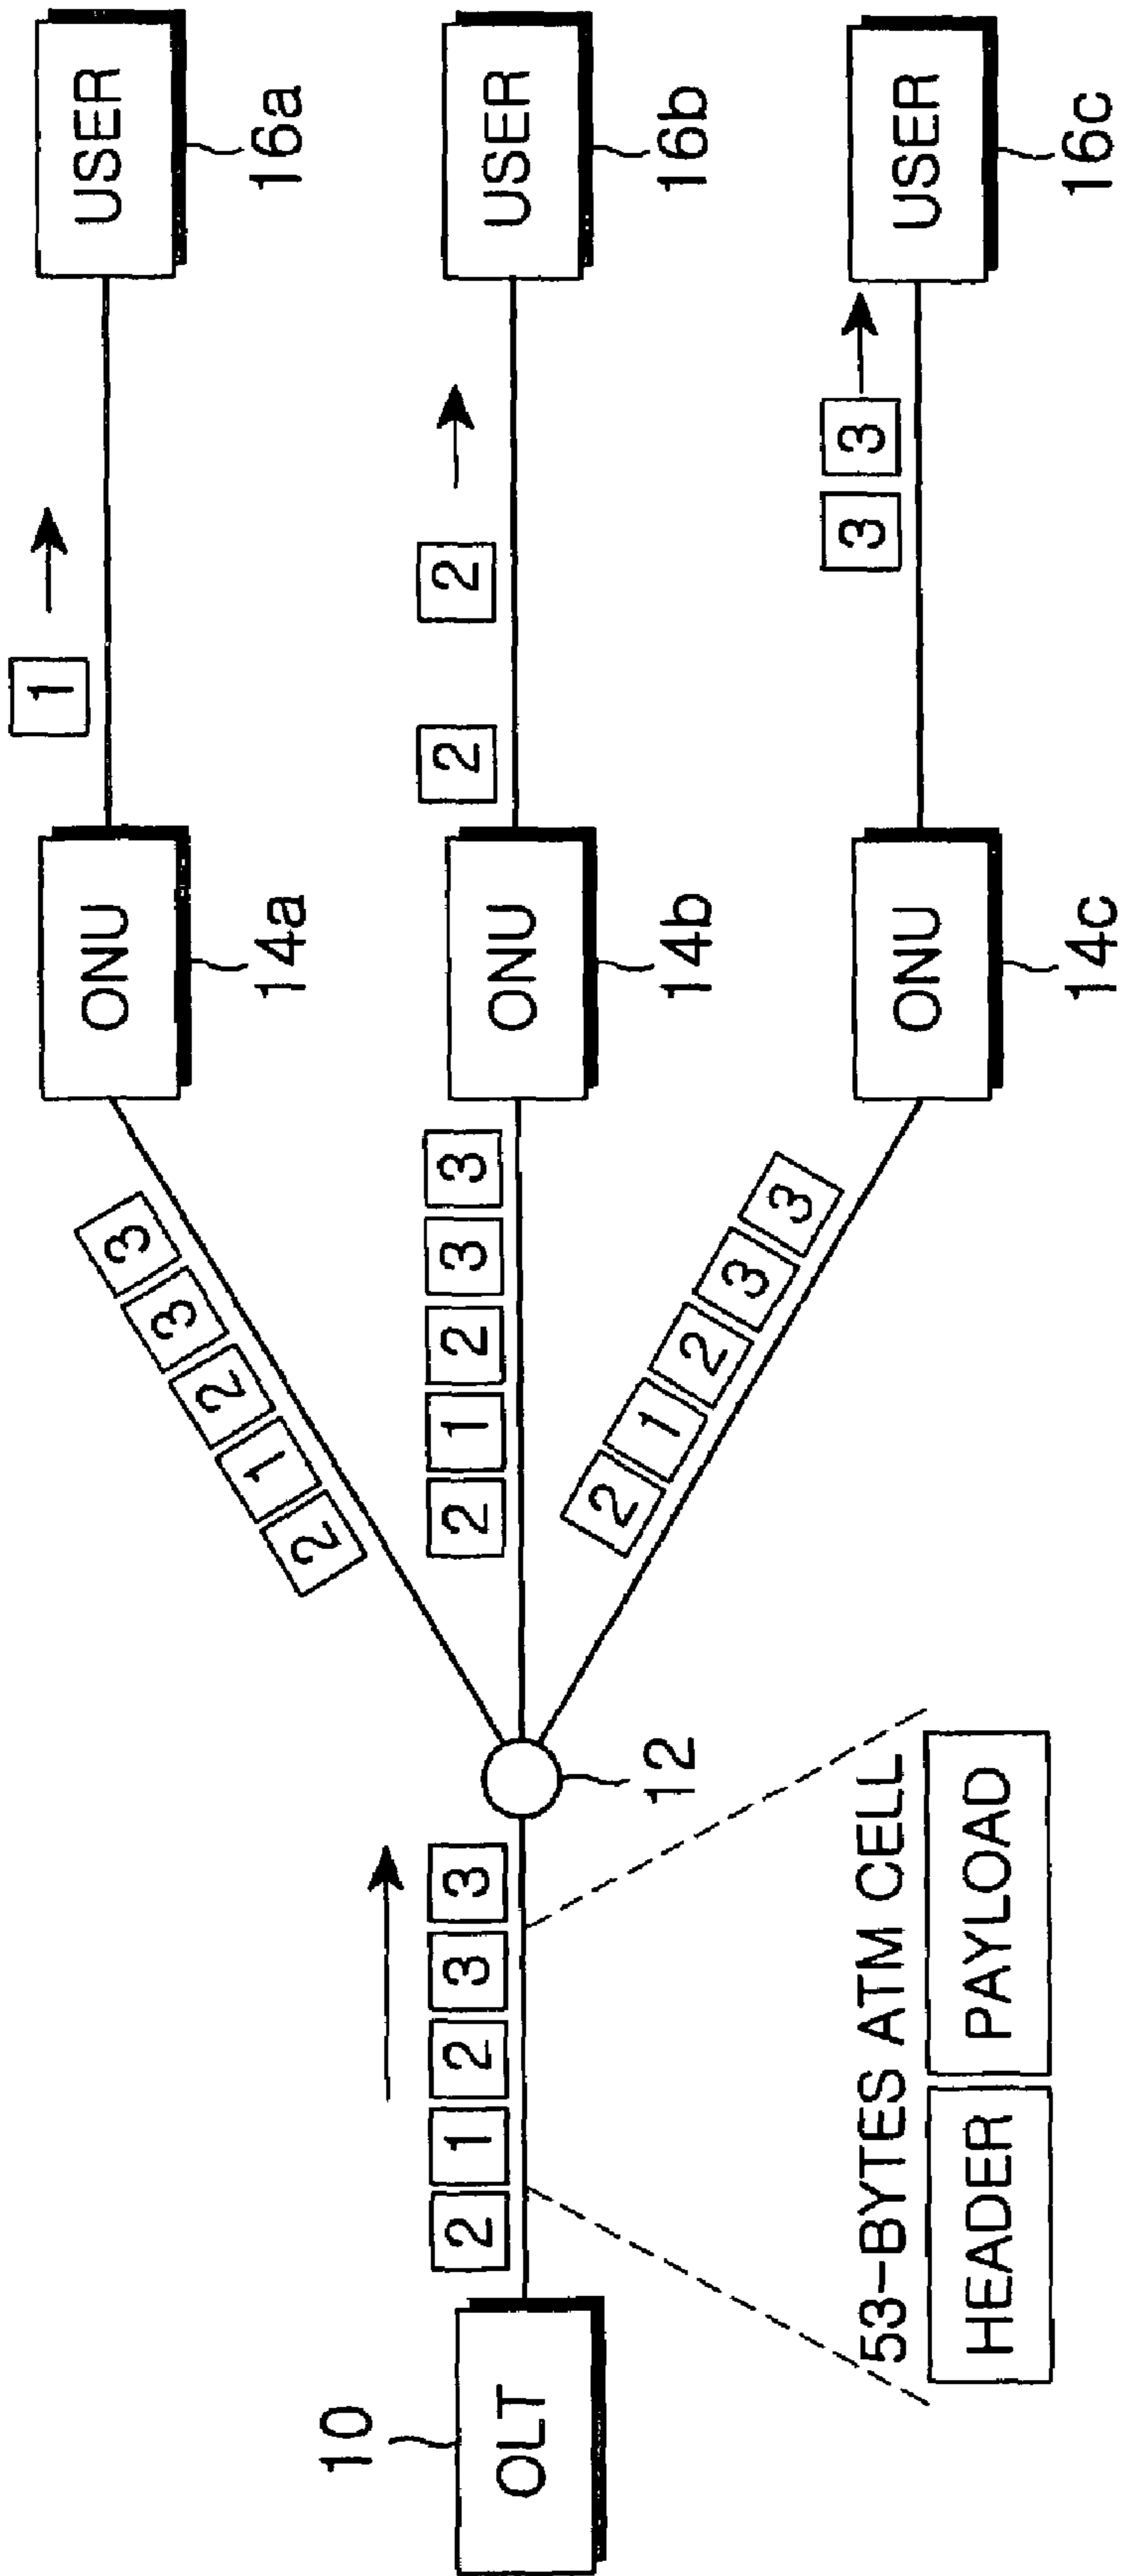 10
OLT
2 1 2 3 3
12
53-BYTES ATM CELL
HEADER PAYLOAD
2 1 2 3 3
ONU
14a
1
USER
16a
2 1 2 3 3
ONU
14b
2 2
USER
16b
2 1 2 3 3
ONU
14c
3 3
USER
16c